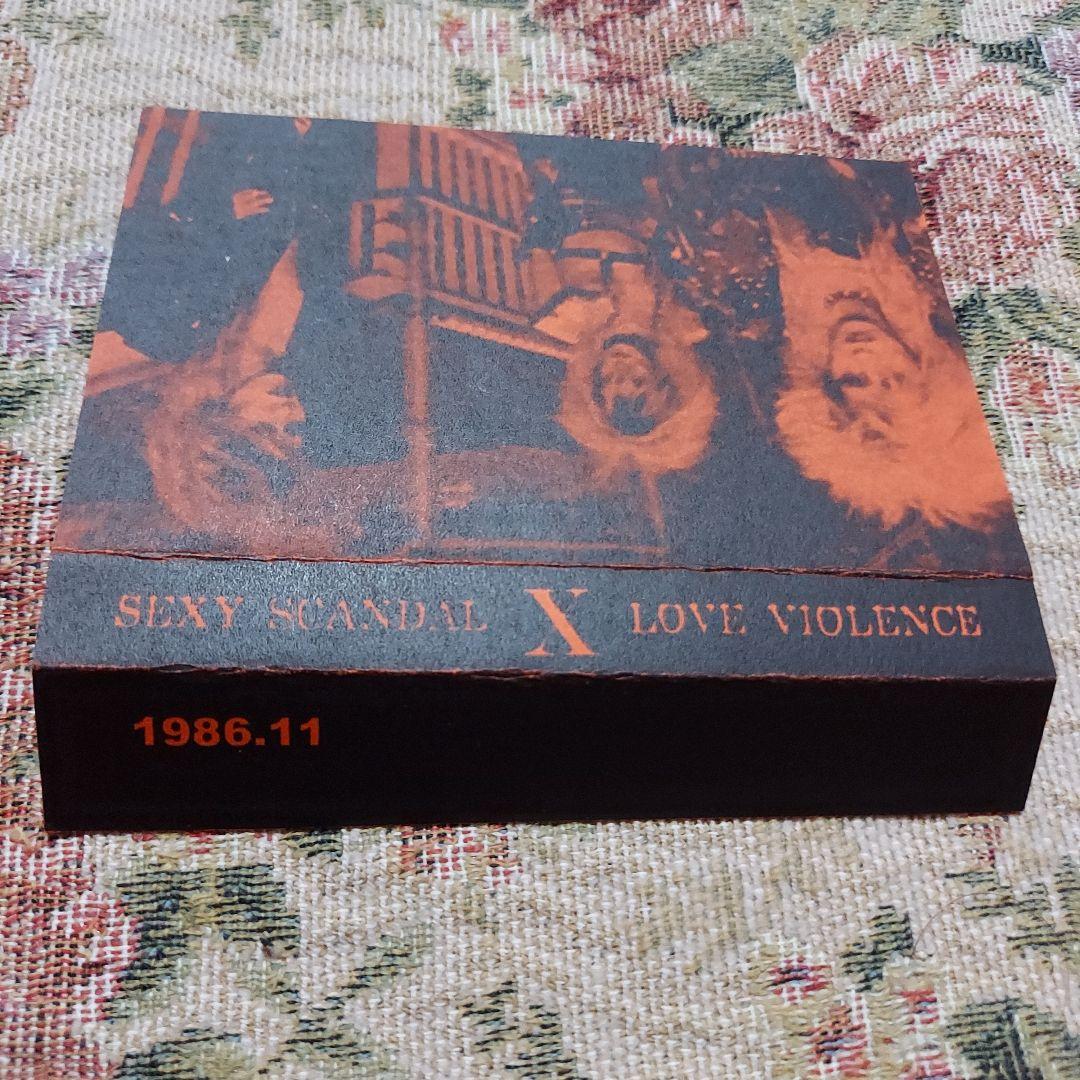 SEXY SCANDAL X LOVE VIOLENCE
1986.11